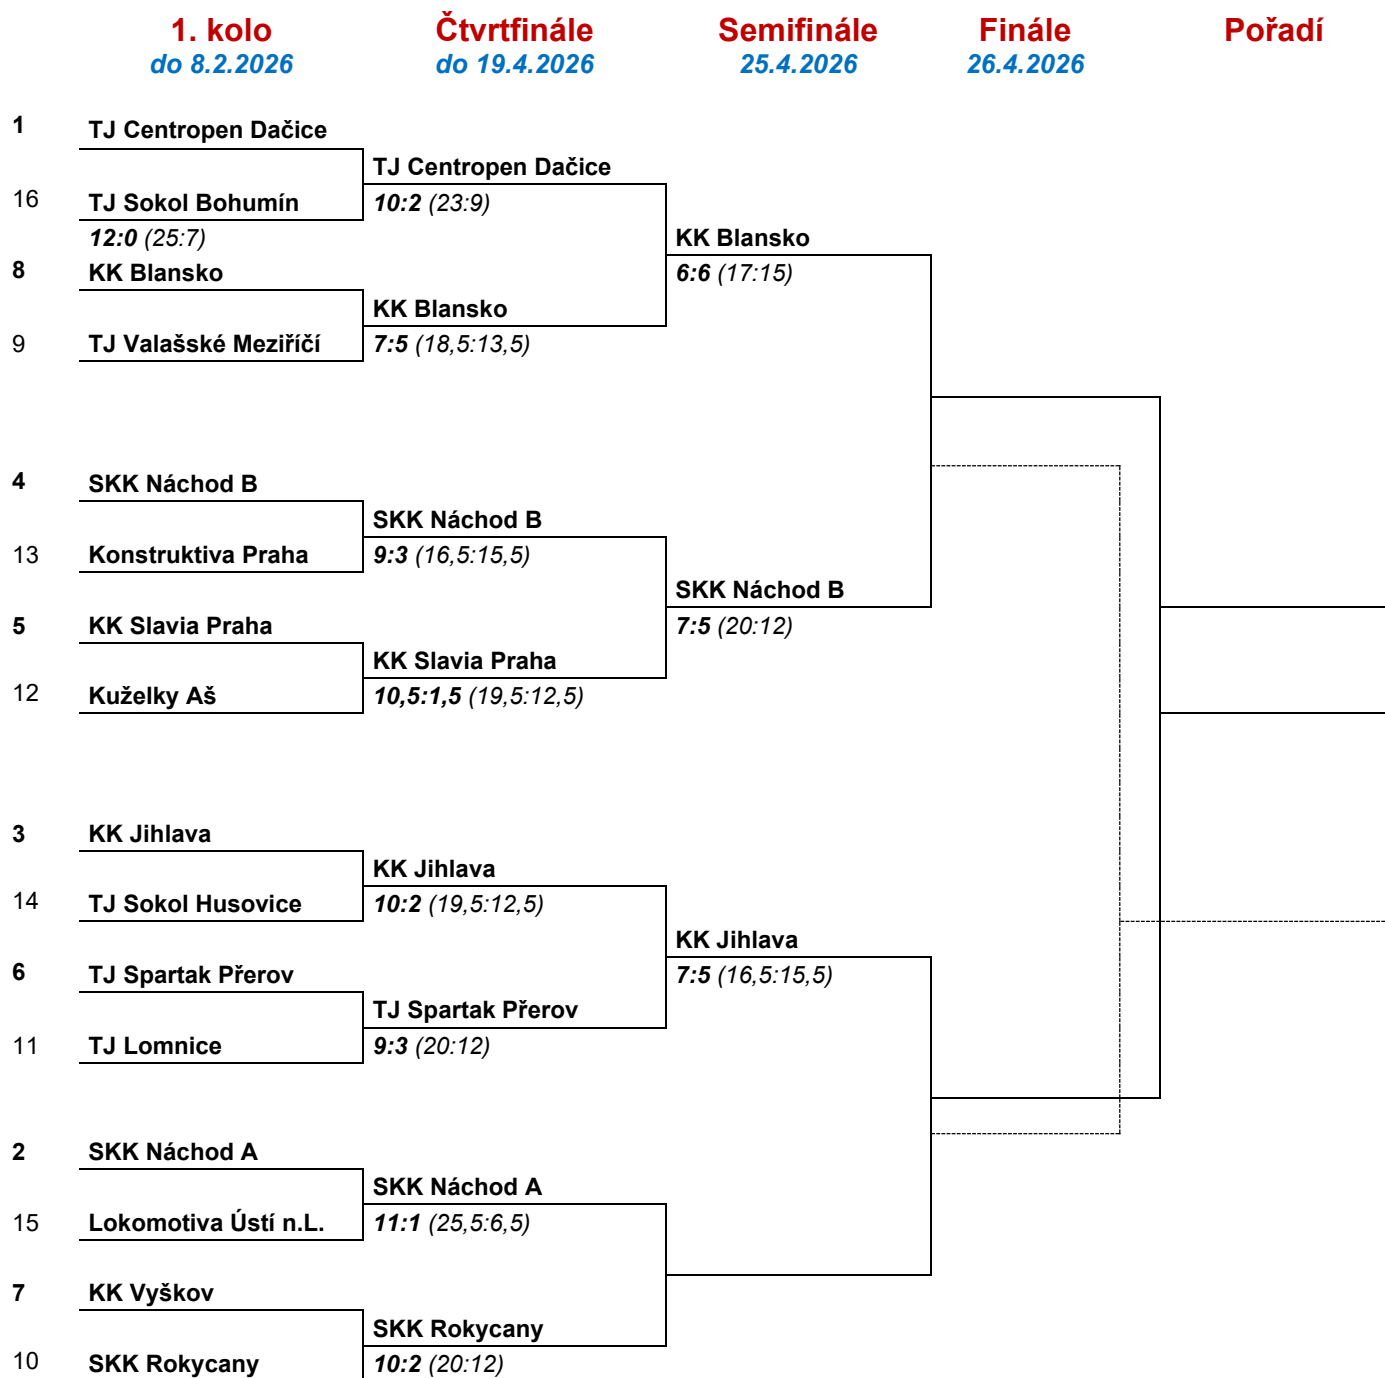 1. kolo Čtvrtfinále Semifinále Finále Pořadí
do 8.2.2026 do 19.4.2026 25.4.2026 26.4.2026
1 TJ Centropen Dačice
TJ Centropen Dačice
16 TJ Sokol Bohumín 10:2 (23:9)
12:0 (25:7) KK Blansko
8 KK Blansko 6:6 (17:15)
KK Blansko
9 TJ Valašské Meziříčí 7:5 (18,5:13,5)
4 SKK Náchod B
SKK Náchod B
13 Konstruktiva Praha 9:3 (16,5:15,5)
SKK Náchod B
5 KK Slavia Praha 7:5 (20:12)
KK Slavia Praha
12 Kuželky Aš 10,5:1,5 (19,5:12,5)
3 KK Jihlava
KK Jihlava
14 TJ Sokol Husovice 10:2 (19,5:12,5)
KK Jihlava
6 TJ Spartak Přerov 7:5 (16,5:15,5)
TJ Spartak Přerov
11 TJ Lomnice 9:3 (20:12)
2 SKK Náchod A
SKK Náchod A
15 Lokomotiva Ústí n.L. 11:1 (25,5:6,5)
7 KK Vyškov
SKK Rokycany
10 SKK Rokycany 10:2 (20:12)